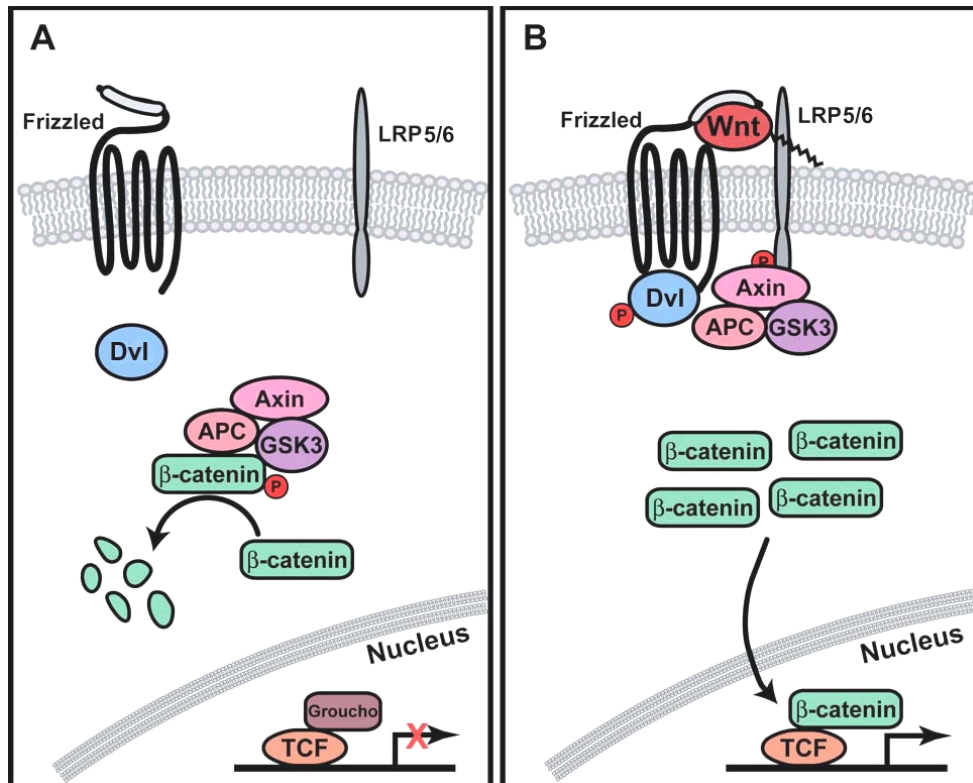 A
Frizzled
LRP5/6
Dvl
Axin
APC
GSK3
β-catenin
P
β-catenin
Nucleus
Groucho
X
TCF
B
Frizzled
Wnt
LRP5/6
P
Dvl
Axin
P
APC
GSK3
β-catenin
β-catenin
β-catenin
β-catenin
Nucleus
β-catenin
TCF